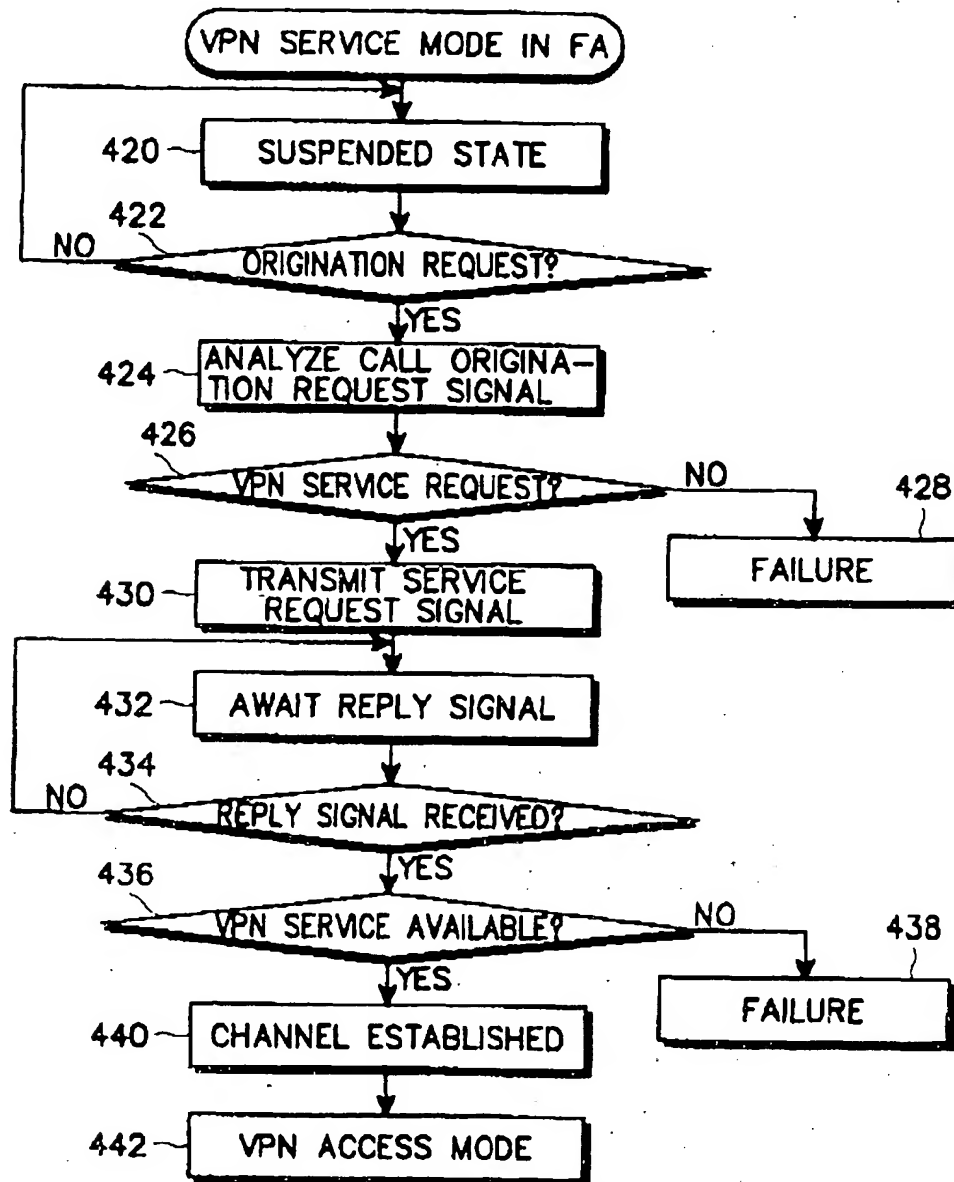 VPN SERVICE MODE IN FA
420
SUSPENDED STATE
422
NO
ORIGINATION REQUEST?
YES
424
ANALYZE CALL ORIGINA-
TION REQUEST SIGNAL
426
VPN SERVICE REQUEST?
NO
428
FAILURE
YES
430
TRANSMIT SERVICE
REQUEST SIGNAL
432
AWAIT REPLY SIGNAL
434
NO
REPLY SIGNAL RECEIVED?
YES
436
VPN SERVICE AVAILABLE?
NO
438
FAILURE
YES
440
CHANNEL ESTABLISHED
442
VPN ACCESS MODE